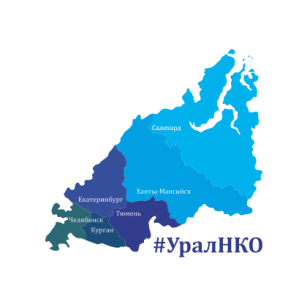 Салехард
Ханты-Мансийск
Екатеринбург
Тюмень
Челябинск
Курган
#УралНКО